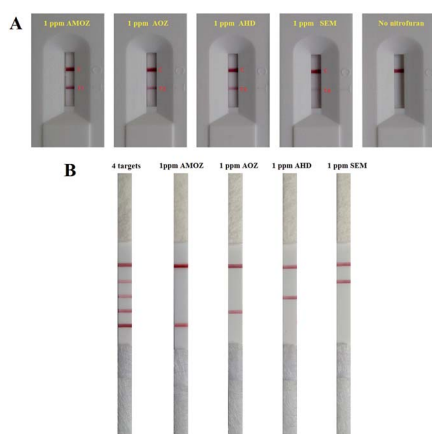 A
1 ppm AMOZ
1 ppm AOZ
1 ppm AHD
1 ppm SEM
No nitrofuran
B
4 targets
1ppm AMOZ
1 ppm AOZ
1 ppm AHD
1 ppm SEM